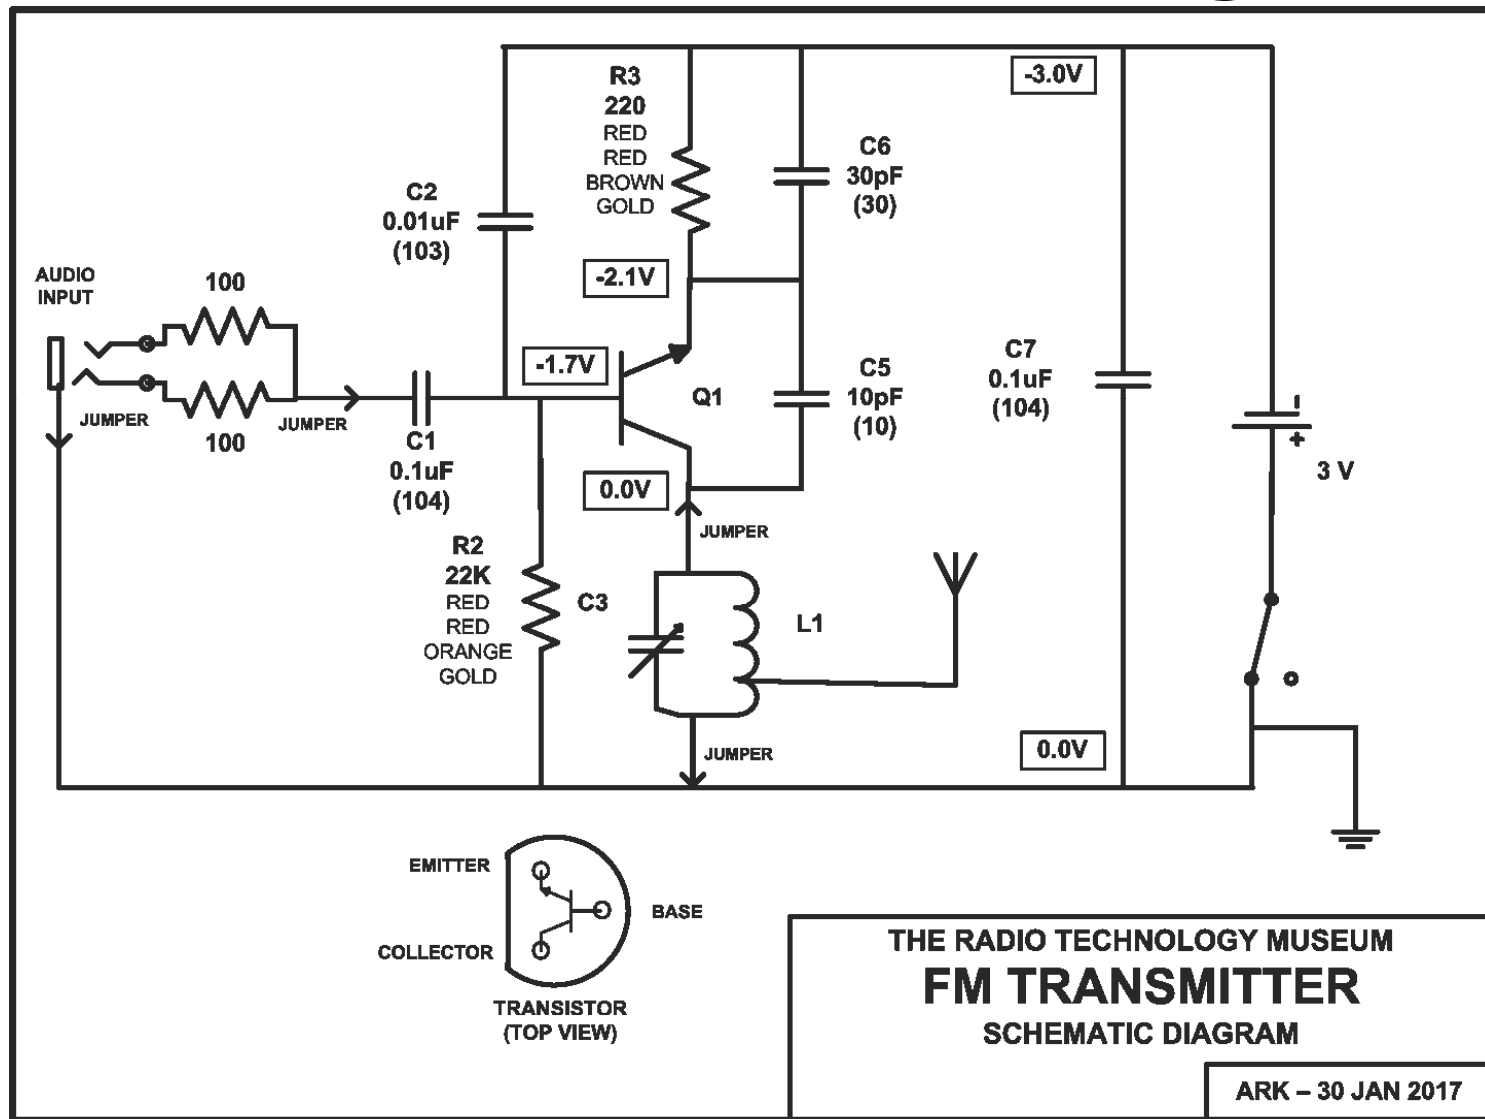 R3
220
RED
RED
BROWN
GOLD
-3.0V
C6
30pF
(30)
C2
0.01uF
(103)
-2.1V
AUDIO
INPUT
100
-1.7V
Q1
C5
10pF
(10)
C7
0.1uF
(104)
-
+
3 V
JUMPER
100
JUMPER
C1
0.1uF
(104)
0.0V
JUMPER
R2
22K
RED
RED
ORANGE
GOLD
C3
L1
0.0V
JUMPER
EMITTER
BASE
COLLECTOR
TRANSISTOR
(TOP VIEW)
THE RADIO TECHNOLOGY MUSEUM
FM TRANSMITTER
SCHEMATIC DIAGRAM
ARK – 30 JAN 2017